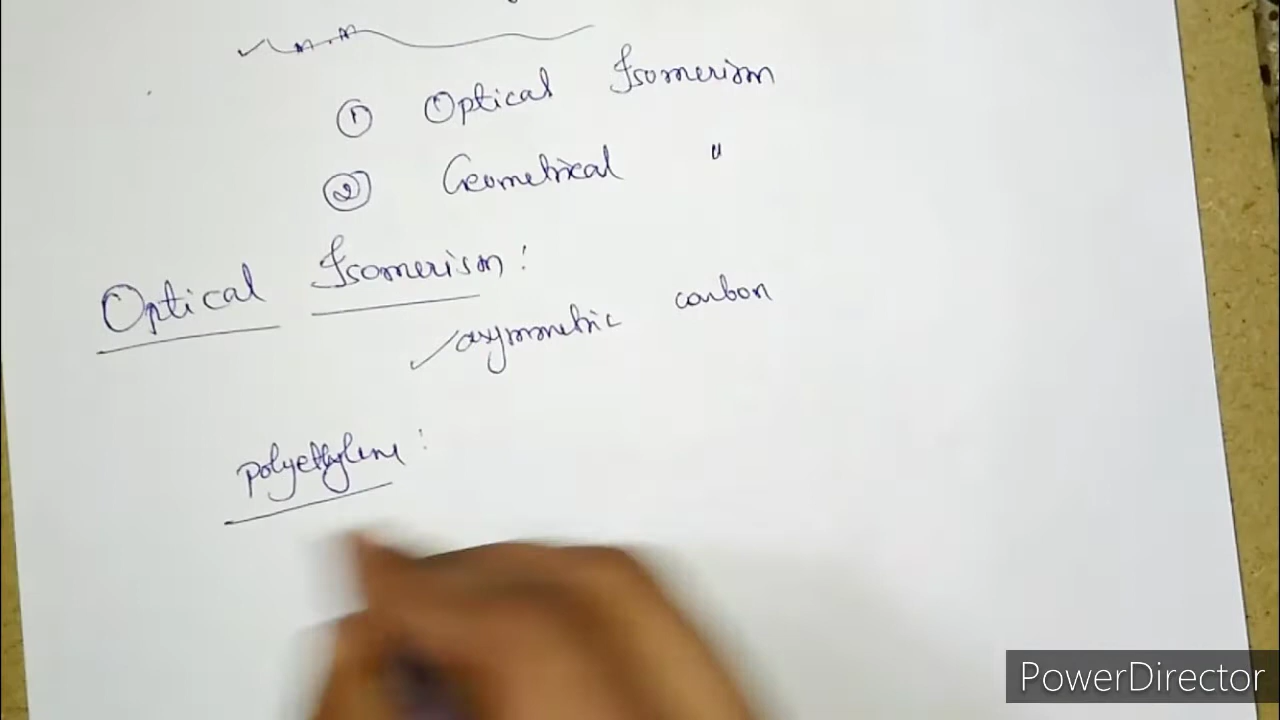 ① Optical Isomerism
② Geometrical "
Optical Isomerism:
✓ asymmetric carbon
polyethylene:
PowerDirector